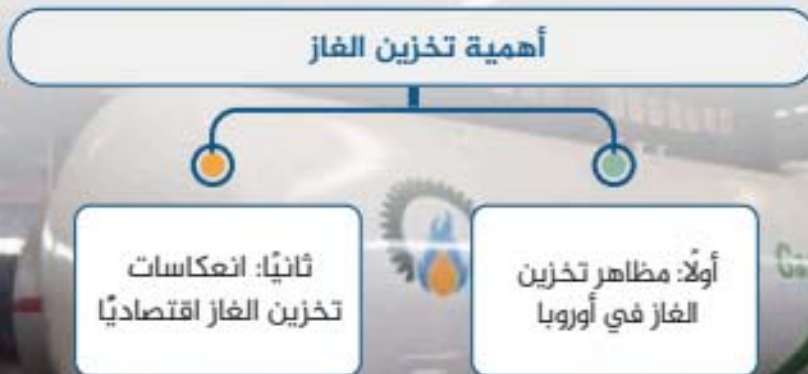 أهمية تخزين الغاز
أولًا: مظاهر تخزين
الغاز في أوروبا
ثانيًا: انعكاسات
تخزين الغاز اقتصاديًا